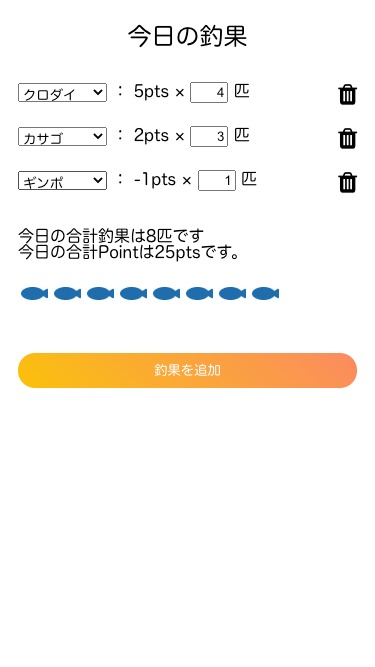 今日の釣果
クロダイ : 5pts × 4 匹
カサゴ : 2pts × 3 匹
ギンポ : -1pts × 1 匹
今日の合計釣果は8匹です
今日の合計Pointは25ptsです。
釣果を追加